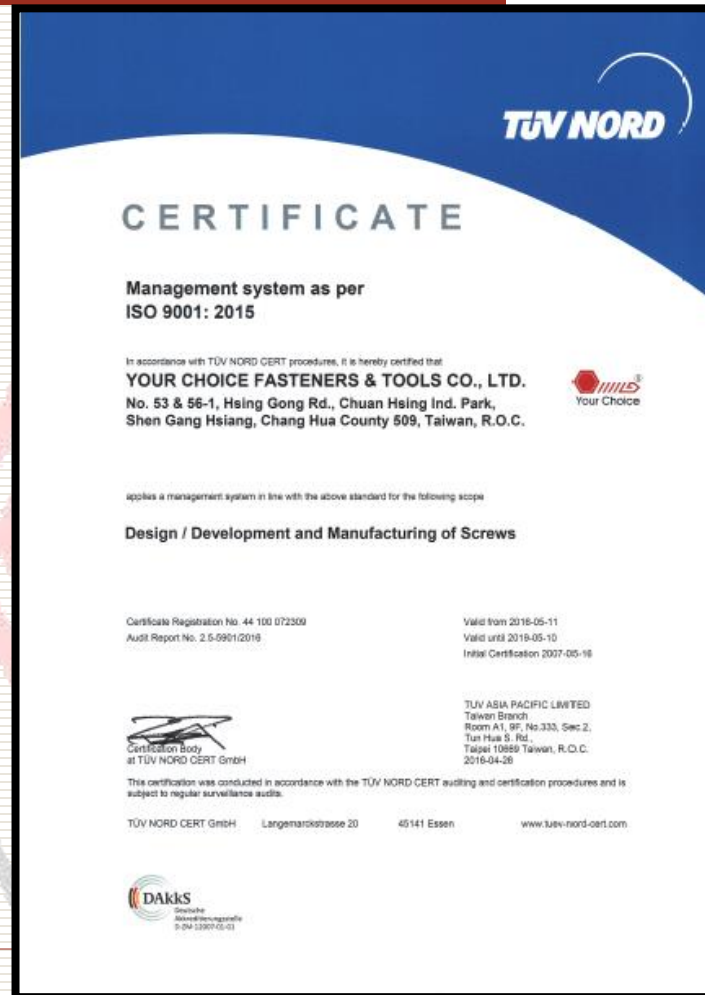 TÜV NORD
CERTIFICATE
Management system as per
ISO 9001: 2015
In accordance with TÜV NORD CERT procedures, it is hereby certified that
YOUR CHOICE FASTENERS & TOOLS CO., LTD.
No. 53 & 56-1, Hsing Gong Rd., Chuan Hsing Ind. Park,
Shen Gang Hsiang, Chang Hua County 509, Taiwan, R.O.C.
®
Your Choice
applies a management system in line with the above standard for the following scope
Design / Development and Manufacturing of Screws
Certificate Registration No. 44 100 072309
Audit Report No. 2.5-5901/2016
Valid from 2016-05-11
Valid until 2019-05-10
Initial Certification 2007-05-16
Certification Body
at TÜV NORD CERT GmbH
TUV ASIA PACIFIC LIMITED
Taiwan Branch
Room A1, 9F, No.333, Sec.2,
Tun Hua S. Rd.,
Taipei 10669 Taiwan, R.O.C.
2016-04-26
This certification was conducted in accordance with the TÜV NORD CERT auditing and certification procedures and is
subject to regular surveillance audits.
TÜV NORD CERT GmbH Langemarckstrasse 20 45141 Essen www.tuev-nord-cert.com
DAkkS
Deutsche
Akkreditierungsstelle
D-ZM-12007-01-01